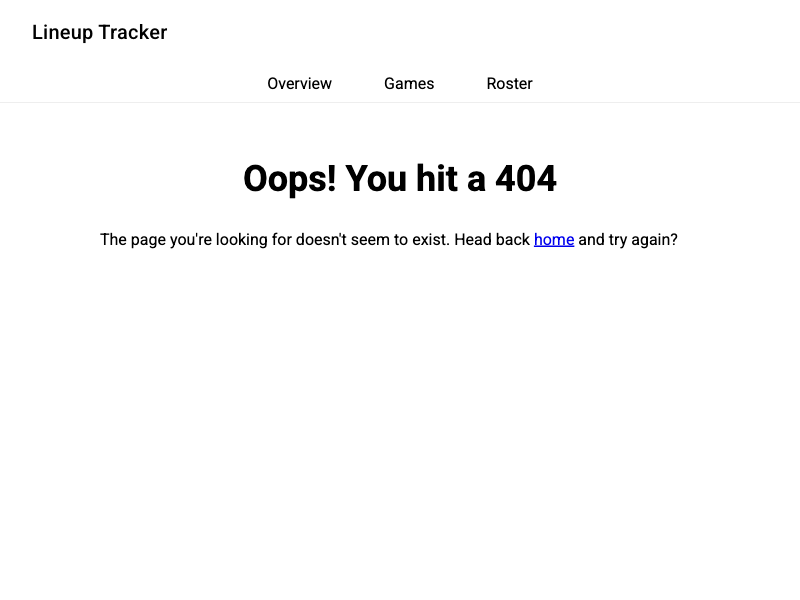 Lineup Tracker
Overview Games Roster
Oops! You hit a 404
The page you're looking for doesn't seem to exist. Head back home and try again?